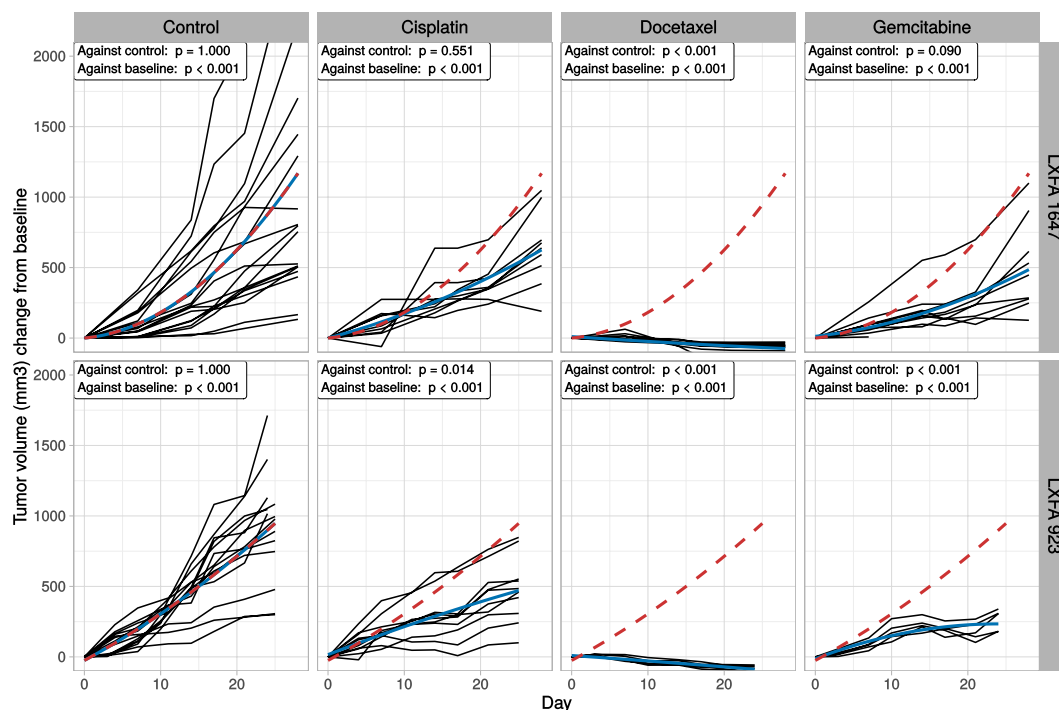 Control
Cisplatin
Docetaxel
Gemcitabine
Against control: p = 1.000
Against baseline: p < 0.001
Against control: p = 0.551
Against baseline: p < 0.001
Against control: p < 0.001
Against baseline: p < 0.001
Against control: p = 0.090
Against baseline: p < 0.001
LXFA 1647
2000
1500
1000
500
0
Tumor volume (mm3) change from baseline
Against control: p = 1.000
Against baseline: p < 0.001
Against control: p = 0.014
Against baseline: p < 0.001
Against control: p < 0.001
Against baseline: p < 0.001
Against control: p < 0.001
Against baseline: p < 0.001
LXFA 923
2000
1500
1000
500
0
0 10 20
0 10 20
0 10 20
0 10 20
Day